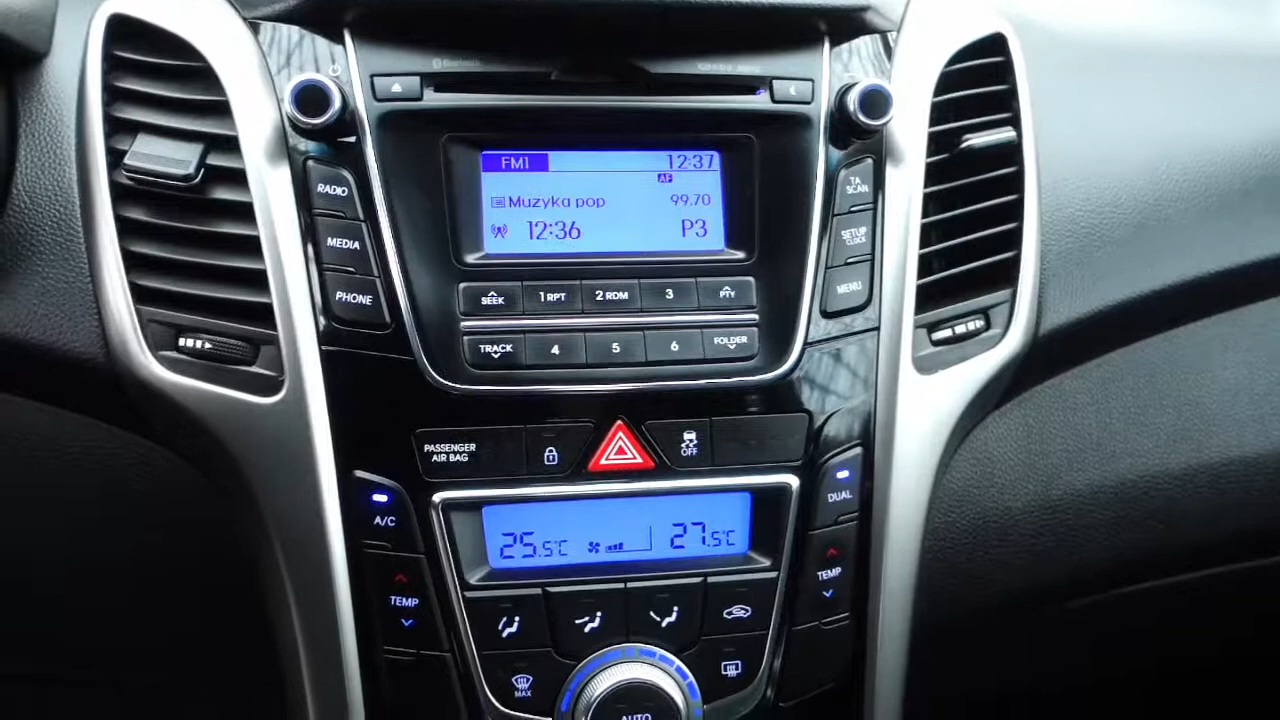 Bluetooth
FM1 12:37
AF
Muzyka pop 99.70
12:36 P3
RADIO
MEDIA
PHONE
TA
SCAN
SETUP
CLOCK
MENU
SEEK 1 RPT 2 RDM 3 PTY
TRACK 4 5 6 FOLDER
PASSENGER
AIR BAG
OFF
A/C
DUAL
25.5°C 27.5°C
TEMP
TEMP
MAX
AUTO